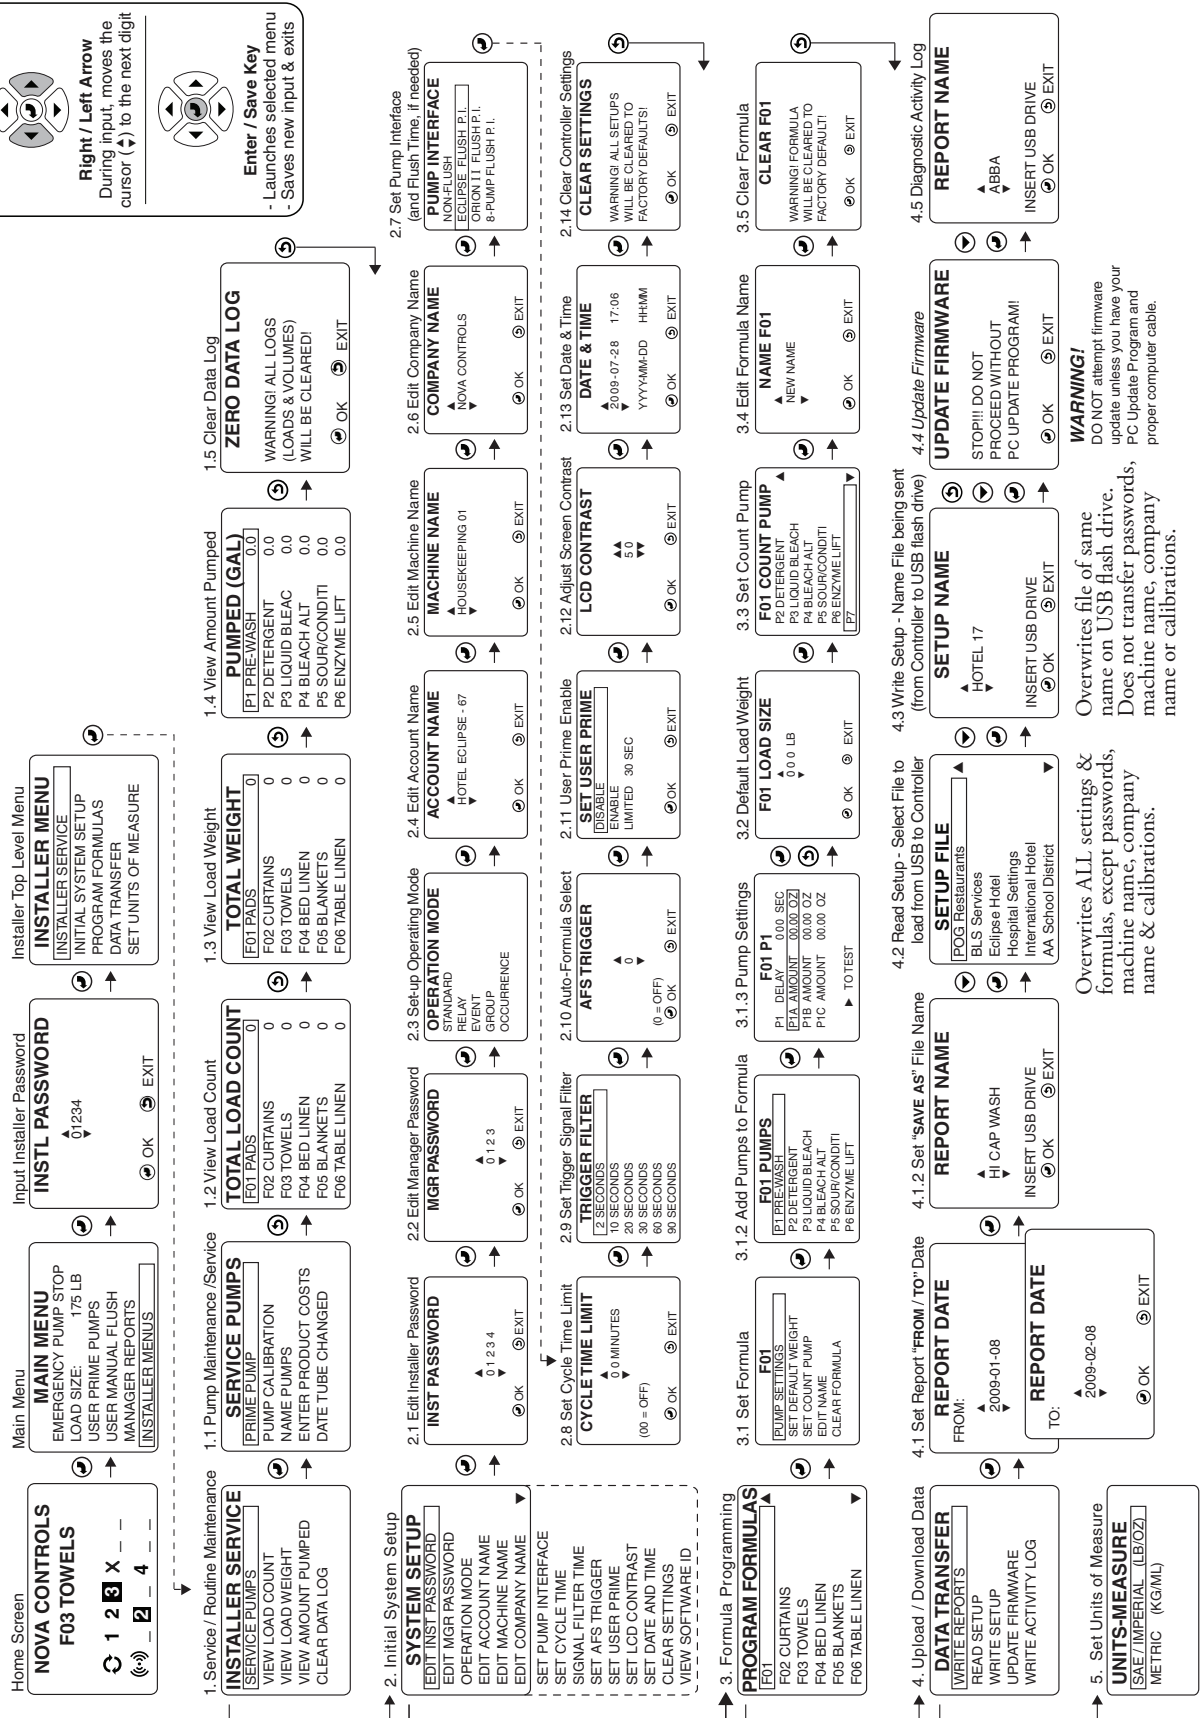 Right / Left Arrow
During input, moves the
cursor ( ) to the next digit
Enter / Save Key
- Launches selected menu
- Saves new input & exits
Home Screen
NOVA CONTROLS
F03 TOWELS
1 2 3 X _ _
_ 2 _ 4 _ _
Main Menu
MAIN MENU
EMERGENCY PUMP STOP
LOAD SIZE: 175 LB
USER PRIME PUMPS
USER MANUAL FLUSH
MANAGER REPORTS
INSTALLER MENUS
Input Installer Password
INSTL PASSWORD
01234
OK EXIT
Installer Top Level Menu
INSTALLER MENU
INSTALLER SERVICE
INITIAL SYSTEM SETUP
PROGRAM FORMULAS
DATA TRANSFER
SET UNITS OF MEASURE
1. Service / Routine Maintenance
INSTALLER SERVICE
SERVICE PUMPS
VIEW LOAD COUNT
VIEW LOAD WEIGHT
VIEW AMOUNT PUMPED
CLEAR DATA LOG
1.1 Pump Maintenance /Service
SERVICE PUMPS
PRIME PUMP
PUMP CALIBRATION
NAME PUMPS
ENTER PRODUCT COSTS
DATE TUBE CHANGED
1.2 View Load Count
TOTAL LOAD COUNT
F01 PADS 0
F02 CURTAINS 0
F03 TOWELS 0
F04 BED LINEN 0
F05 BLANKETS 0
F06 TABLE LINEN 0
1.3 View Load Weight
TOTAL WEIGHT
F01 PADS 0
F02 CURTAINS 0
F03 TOWELS 0
F04 BED LINEN 0
F05 BLANKETS 0
F06 TABLE LINEN 0
1.4 View Amount Pumped
PUMPED (GAL)
P1 PRE-WASH 0.0
P2 DETERGENT 0.0
P3 LIQUID BLEAC 0.0
P4 BLEACH ALT 0.0
P5 SOUR/CONDITI 0.0
P6 ENZYME LIFT 0.0
1.5 Clear Data Log
ZERO DATA LOG
WARNING! ALL LOGS
(LOADS & VOLUMES)
WILL BE CLEARED!
OK EXIT
2. Initial System Setup
SYSTEM SETUP
EDIT INST PASSWORD
EDIT MGR PASSWORD
OPERATION MODE
EDIT ACCOUNT NAME
EDIT MACHINE NAME
EDIT COMPANY NAME
SET PUMP INTERFACE
SET CYCLE TIME
SIGNAL FILTER TIME
SET AFS TRIGGER
SET USER PRIME
SET LCD CONTRAST
SET DATE AND TIME
CLEAR SETTINGS
VIEW SOFTWARE ID
2.1 Edit Installer Password
INST PASSWORD
0 1 2 3 4
OK EXIT
2.2 Edit Manager Password
MGR PASSWORD
0 1 2 3
OK EXIT
2.3 Set-up Operating Mode
OPERATION MODE
STANDARD
RELAY
EVENT
GROUP
OCCURRENCE
2.4 Edit Account Name
ACCOUNT NAME
HOTEL ECLIPSE - 67
OK EXIT
2.5 Edit Machine Name
MACHINE NAME
HOUSEKEEPING 01
OK EXIT
2.6 Edit Company Name
COMPANY NAME
NOVA CONTROLS
OK EXIT
2.7 Set Pump Interface
(and Flush Time, if needed)
PUMP INTERFACE
NON-FLUSH
ECLIPSE FLUSH P.I.
ORION I I FLUSH P.I.
8-PUMP FLUSH P.I.
2.8 Set Cycle Time Limit
CYCLE TIME LIMIT
0 0 MINUTES
(00 = OFF)
OK EXIT
2.9 Set Trigger Signal Filter
TRIGGER FILTER
2 SECONDS
10 SECONDS
20 SECONDS
30 SECONDS
60 SECONDS
90 SECONDS
2.10 Auto-Formula Select
AFS TRIGGER
0
(0 = OFF)
OK EXIT
2.11 User Prime Enable
SET USER PRIME
DISABLE
ENABLE
LIMITED 30 SEC
OK EXIT
2.12 Adjust Screen Contrast
LCD CONTRAST
5 0
OK EXIT
2.13 Set Date & Time
DATE & TIME
2009-07-28 17:06
YYYY-MM-DD HH:MM
OK EXIT
2.14 Clear Controller Settings
CLEAR SETTINGS
WARNING! ALL SETUPS
WILL BE CLEARED TO
FACTORY DEFAULTS!
OK EXIT
3. Formula Programming
PROGRAM FORMULAS
F01
F02 CURTAINS
F03 TOWELS
F04 BED LINEN
F05 BLANKETS
F06 TABLE LINEN
3.1 Set Formula
F01
PUMP SETTINGS
SET DEFAULT WEIGHT
SET COUNT PUMP
EDIT NAME
CLEAR FORMULA
3.1.2 Add Pumps to Formula
F01 PUMPS
P1 PRE-WASH
P2 DETERGENT
P3 LIQUID BLEACH
P4 BLEACH ALT
P5 SOUR/CONDITI
P6 ENZYME LIFT
3.1.3 Pump Settings
F01 P1
P1 DELAY 000 SEC
P1A AMOUNT 00.00 OZ
P1B AMOUNT 00.00 OZ
P1C AMOUNT 00.00 OZ
TO TEST
3.2 Default Load Weight
F01 LOAD SIZE
0 0 0 LB
OK EXIT
3.3 Set Count Pump
F01 COUNT PUMP
P2 DETERGENT
P3 LIQUID BLEACH
P4 BLEACH ALT
P5 SOUR/CONDITI
P6 ENZYME LIFT
P7
3.4 Edit Formula Name
NAME F01
NEW NAME
OK EXIT
3.5 Clear Formula
CLEAR F01
WARNING! FORMULA
WILL BE CLEARED TO
FACTORY DEFAULT!
OK EXIT
4. Upload / Download Data
DATA TRANSFER
WRITE REPORTS
READ SETUP
WRITE SETUP
UPDATE FIRMWARE
WRITE ACTIVITY LOG
4.1 Set Report "FROM / TO" Date
REPORT DATE
FROM:
2009-01-08
REPORT DATE
TO:
2009-02-08
OK EXIT
4.1.2 Set "SAVE AS" File Name
REPORT NAME
HI CAP WASH
INSERT USB DRIVE
OK EXIT
4.2 Read Setup - Select File to
load from USB to Controller
SETUP FILE
POG Restaurants
BLS Services
Eclipse Hotel
Hospital Settings
International Hotel
AA School District
Overwrites ALL settings &
formulas, except passwords,
machine name, company
name & calibrations.
4.3 Write Setup - Name File being sent
(from Controller to USB flash drive)
SETUP NAME
HOTEL 17
INSERT USB DRIVE
OK EXIT
Overwrites file of same
name on USB flash drive.
Does not transfer passwords,
machine name, company
name or calibrations.
4.4 Update Firmware
UPDATE FIRMWARE
STOP!!! DO NOT
PROCEED WITHOUT
PC UPDATE PROGRAM!
OK EXIT
WARNING!
DO NOT attempt firmware
update unless you have your
PC Update Program and
proper computer cable.
4.5 Diagnostic Activity Log
REPORT NAME
ABBA
INSERT USB DRIVE
OK EXIT
5. Set Units of Measure
UNITS-MEASURE
SAE / IMPERIAL (LB/OZ)
METRIC (KG/ML)